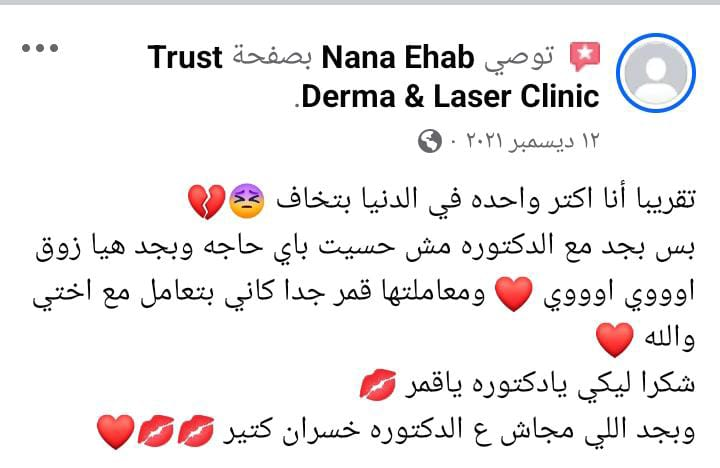 توصي Nana Ehab بصفحة Trust
Derma & Laser Clinic.
١٢ ديسمبر ٢٠٢١ ·
تقريبا أنا اكتر واحده في الدنيا بتخاف 😣💔
بس بجد مع الدكتوره مش حسيت باي حاجه وبجد هيا زوق
اوووي اوووي ❤️ ومعاملتها قمر جدا كاني بتعامل مع اختي
والله ❤️
شكرا ليكي يادكتوره ياقمر 💋
وبجد اللي مجاش ع الدكتوره خسران كتير 💋💋❤️